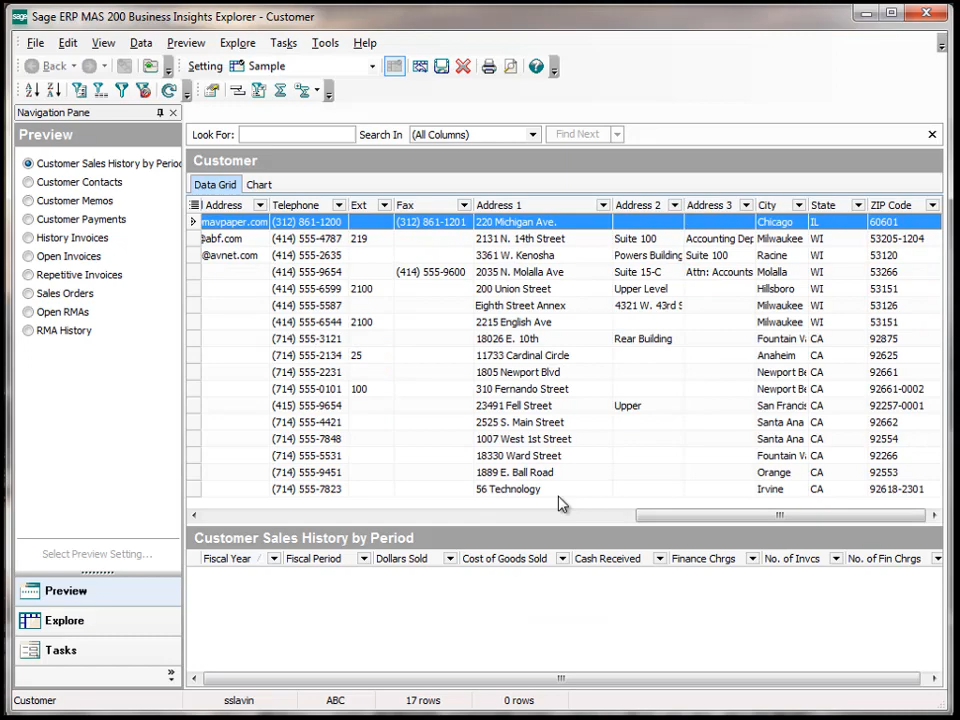 sage Sage ERP MAS 200 Business Insights Explorer - Customer
File Edit View Data Preview Explore Tasks Tools Help
Back Setting Sample
Navigation Pane
Preview
Customer Sales History by Period
Customer Contacts
Customer Memos
Customer Payments
History Invoices
Open Invoices
Repetitive Invoices
Sales Orders
Open RMAs
RMA History
Select Preview Setting...
Preview
Explore
Tasks
Look For: Search In (All Columns) Find Next
Customer
Data Grid Chart
Address Telephone Ext Fax Address 1 Address 2 Address 3 City State ZIP Code
mavpaper.com (312) 861-1200 (312) 861-1201 220 Michigan Ave. Chicago IL 60601
@abf.com (414) 555-4787 219 2131 N. 14th Street Suite 100 Accounting Dep Milwaukee WI 53205-1204
@avnet.com (414) 555-2635 3361 W. Kenosha Powers Building Suite 100 Racine WI 53120
(414) 555-9654 (414) 555-9600 2035 N. Molalla Ave Suite 15-C Attn: Accounts Molalla WI 53266
(414) 555-6599 2100 200 Union Street Upper Level Hillsboro WI 53151
(414) 555-5587 Eighth Street Annex 4321 W. 43rd S Milwaukee WI 53126
(414) 555-6544 2100 2215 English Ave Milwaukee WI 53151
(714) 555-3121 18026 E. 10th Rear Building Fountain V CA 92875
(714) 555-2134 25 11733 Cardinal Circle Anaheim CA 92625
(714) 555-2231 1805 Newport Blvd Newport Be CA 92661
(714) 555-0101 100 310 Fernando Street Newport Be CA 92661-0002
(415) 555-9654 23491 Fell Street Upper San Francis CA 92257-0001
(714) 555-4421 2525 S. Main Street Santa Ana CA 92662
(714) 555-7848 1007 West 1st Street Santa Ana CA 92554
(714) 555-5531 18330 Ward Street Fountain V CA 92266
(714) 555-9451 1889 E. Ball Road Orange CA 92553
(714) 555-7823 56 Technology Irvine CA 92618-2301
Customer Sales History by Period
Fiscal Year Fiscal Period Dollars Sold Cost of Goods Sold Cash Received Finance Chrgs No. of Invcs No. of Fin Chrgs
Customer sslavin ABC 17 rows 0 rows